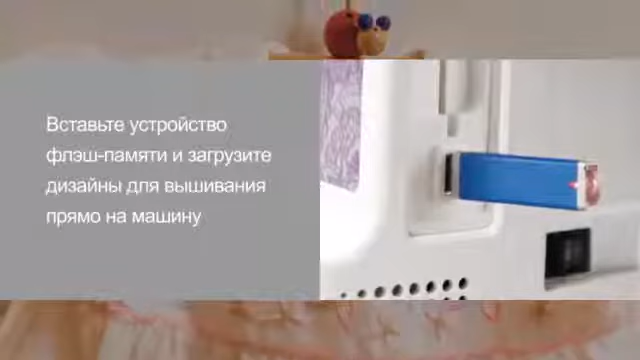 Вставьте устройство
флэш-памяти и загрузите
дизайны для вышивания
прямо на машину